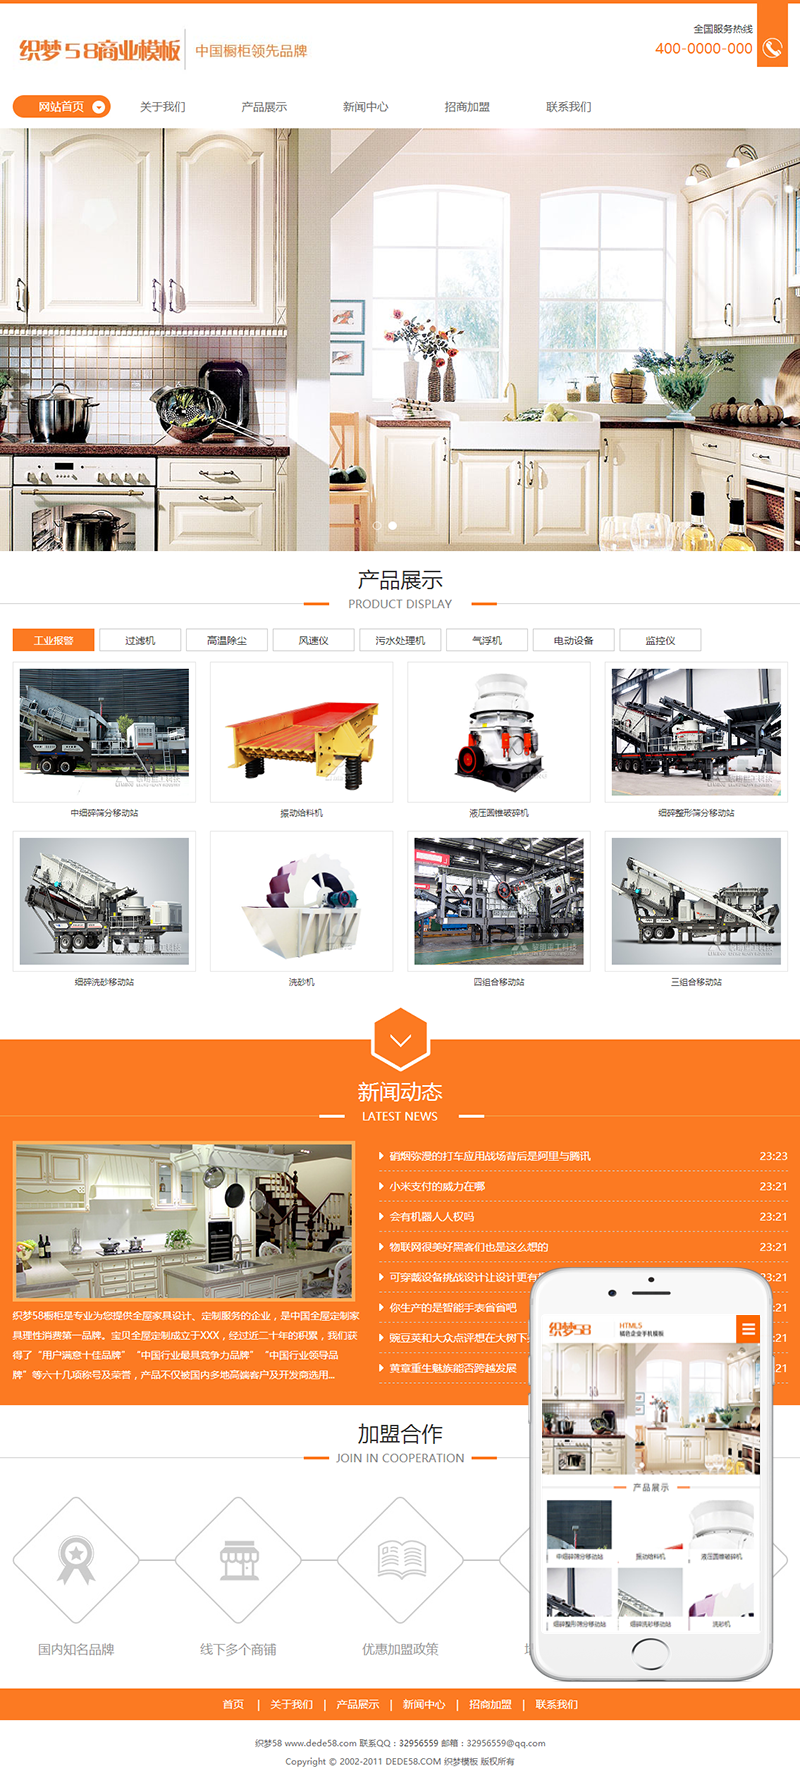 织梦58商业模板
中国橱柜领先品牌
全国服务热线
400-0000-000
网站首页
关于我们
产品展示
新闻中心
招商加盟
联系我们
产品展示
PRODUCT DISPLAY
工业报警
过滤机
高温除尘
风速仪
污水处理机
气浮机
电动设备
监控仪
中细碎筛分移动站
振动给料机
液压圆锥破碎机
细碎整形筛分移动站
细碎洗砂移动站
洗砂机
四组合移动站
三组合移动站
新闻动态
LATEST NEWS
硝烟弥漫的打车应用战场背后是阿里与腾讯 23:23
小米支付的威力在哪 23:21
会有机器人人权吗 23:21
物联网很美好黑客们也是这么想的 23:21
可穿戴设备挑战设计让设计更有 23:21
你生产的是智能手表省省吧
豌豆荚和大众点评想在大树下
黄章重生魅族能否跨越发展 21
织梦58橱柜是专业为您提供全屋家具设计、定制服务的企业，是中国全屋定制家
具理性消费第一品牌。宝贝全屋定制成立于XXX，经过近二十年的积累，我们获
得了“用户满意十佳品牌” “中国行业最具竞争力品牌” “中国行业领导品
牌”等六十几项称号及荣誉，产品不仅被国内多地高端客户及开发商选用...
加盟合作
JOIN IN COOPERATION
国内知名品牌
线下多个商铺
优惠加盟政策
织梦58
HTML5
橘色企业手机模板
产品展示
中细碎筛分移动站
振动给料机
液压圆锥破碎机
细碎整形筛分移动站
细碎洗砂移动站
洗砂机
首页 | 关于我们 | 产品展示 | 新闻中心 | 招商加盟 | 联系我们
织梦58 www.dede58.com 联系QQ：32956559 邮箱：32956559@qq.com
Copyright © 2002-2011 DEDE58.COM 织梦模板 版权所有